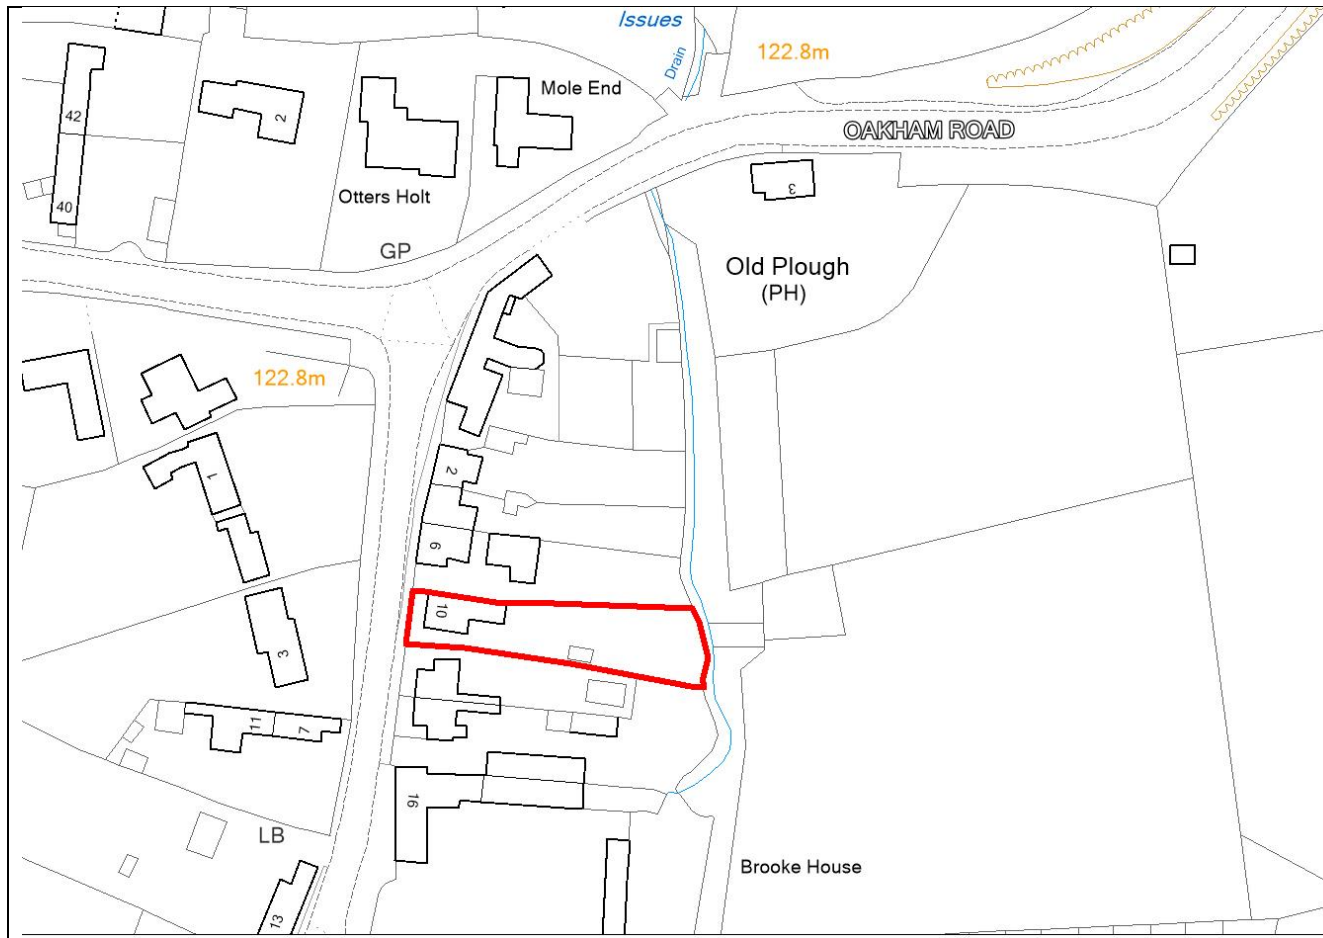 Issues
Drain
122.8m
Mole End
42
2
OAKHAM ROAD
3
Otters Holt
40
GP
Old Plough
(PH)
122.8m
1
2
6
10
3
11
7
16
LB
Brooke House
13